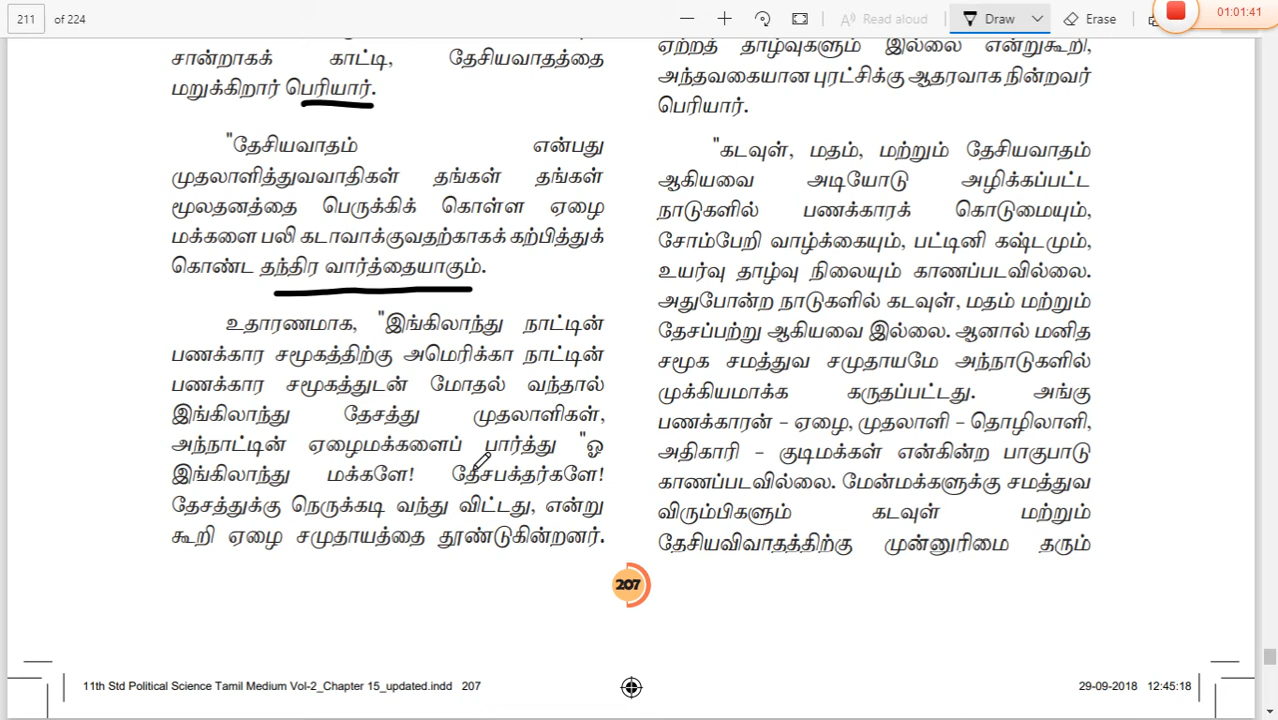 211 of 224
Read aloud
Draw
Erase
01:01:41
சான்றாகக் காட்டி, தேசியவாதத்தை
மறுக்கிறார் பெரியார்.
"தேசியவாதம் என்பது
முதலாளித்துவவாதிகள் தங்கள் தங்கள்
மூலதனத்தை பெருக்கிக் கொள்ள ஏழை
மக்களை பலி கடாவாக்குவதற்காகக் கற்பித்துக்
கொண்ட தந்திர வார்த்தையாகும்.
உதாரணமாக, "இங்கிலாந்து நாட்டின்
பணக்கார சமூகத்திற்கு அமெரிக்கா நாட்டின்
பணக்கார சமூகத்துடன் மோதல் வந்தால்
இங்கிலாந்து தேசத்து முதலாளிகள்,
அந்நாட்டின் ஏழைமக்களைப் பார்த்து "ஓ
இங்கிலாந்து மக்களே! தேசபக்தர்களே!
தேசத்துக்கு நெருக்கடி வந்து விட்டது, என்று
கூறி ஏழை சமுதாயத்தை தூண்டுகின்றனர்.
ஏற்றத் தாழ்வுகளும் இல்லை என்றுகூறி,
அந்தவகையான புரட்சிக்கு ஆதரவாக நின்றவர்
பெரியார்.
"கடவுள், மதம், மற்றும் தேசியவாதம்
ஆகியவை அடியோடு அழிக்கப்பட்ட
நாடுகளில் பணக்காரக் கொடுமையும்,
சோம்பேறி வாழ்க்கையும், பட்டினி கஷ்டமும்,
உயர்வு தாழ்வு நிலையும் காணப்படவில்லை.
அதுபோன்ற நாடுகளில் கடவுள், மதம் மற்றும்
தேசப்பற்று ஆகியவை இல்லை. ஆனால் மனித
சமூக சமத்துவ சமுதாயமே அந்நாடுகளில்
முக்கியமாக்க கருதப்பட்டது. அங்கு
பணக்காரன் – ஏழை, முதலாளி – தொழிலாளி,
அதிகாரி – குடிமக்கள் என்கின்ற பாகுபாடு
காணப்படவில்லை. மேன்மக்களுக்கு சமத்துவ
விரும்பிகளும் கடவுள் மற்றும்
தேசியவிவாதத்திற்கு முன்னுரிமை தரும்
207
11th Std Political Science Tamil Medium Vol-2_Chapter 15_updated.indd 207
29-09-2018 12:45:18